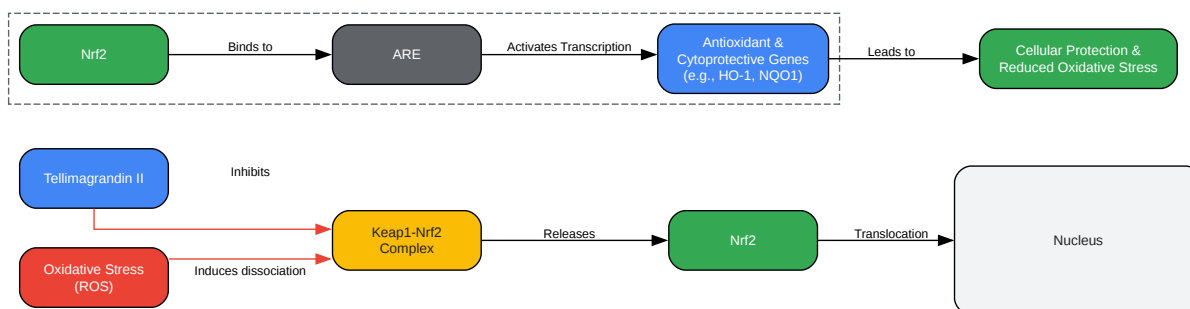 Nrf2
Binds to
ARE
Activates Transcription
Antioxidant &
Cytoprotective Genes
(e.g., HO-1, NQO1)
Leads to
Cellular Protection &
Reduced Oxidative Stress
Tellimagrandin II
Inhibits
Oxidative Stress
(ROS)
Induces dissociation
Keap1-Nrf2
Complex
Releases
Nrf2
Translocation
Nucleus